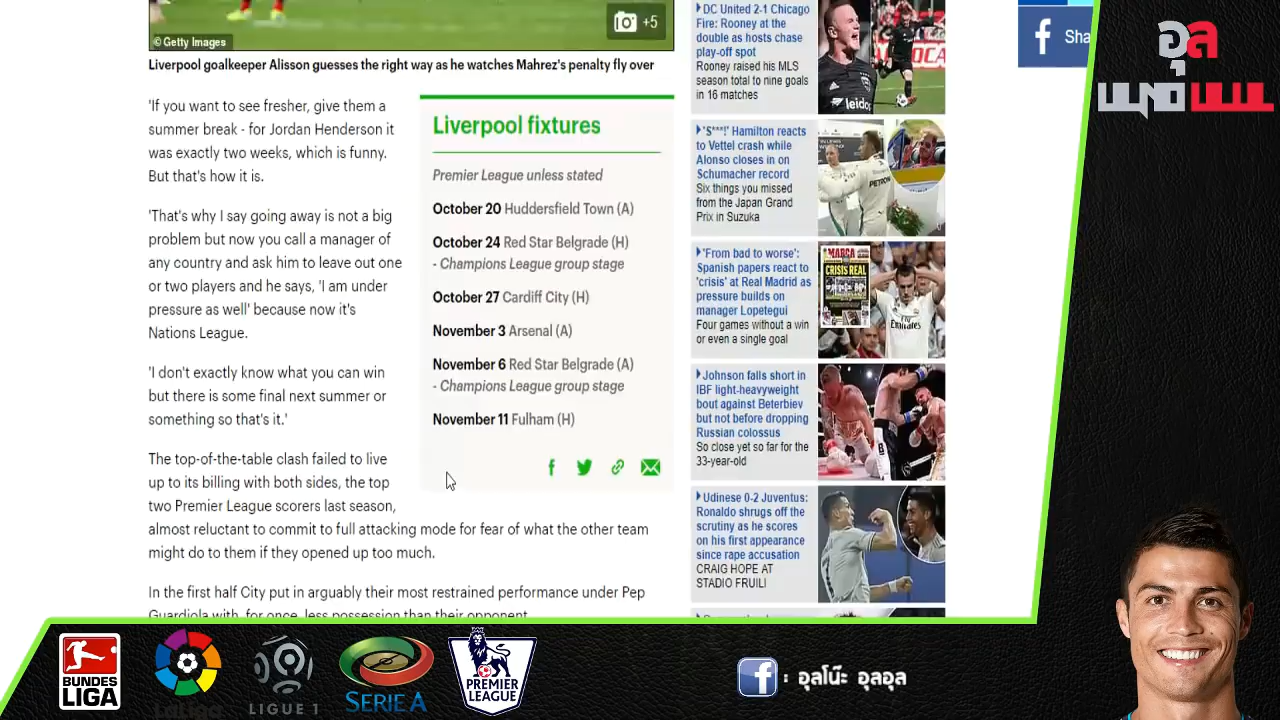 +5
© Getty Images
Liverpool goalkeeper Alisson guesses the right way as he watches Mahrez's penalty fly over
'If you want to see fresher, give them a
summer break - for Jordan Henderson it
was exactly two weeks, which is funny.
But that's how it is.
'That's why I say going away is not a big
problem but now you call a manager of
any country and ask him to leave out one
or two players and he says, 'I am under
pressure as well' because now it's
Nations League.
'I don't exactly know what you can win
but there is some final next summer or
something so that's it.'
The top-of-the-table clash failed to live
up to its billing with both sides, the top
two Premier League scorers last season,
almost reluctant to commit to full attacking mode for fear of what the other team
might do to them if they opened up too much.
In the first half City put in arguably their most restrained performance under Pep
Guardiola with, for once, less possession than their opponent.
Liverpool fixtures
Premier League unless stated
October 20 Huddersfield Town (A)
October 24 Red Star Belgrade (H)
- Champions League group stage
October 27 Cardiff City (H)
November 3 Arsenal (A)
November 6 Red Star Belgrade (A)
- Champions League group stage
November 11 Fulham (H)
DC United 2-1 Chicago
Fire: Rooney at the
double as hosts chase
play-off spot
Rooney raised his MLS
season total to nine goals
in 16 matches
leidos
'S***!' Hamilton reacts
to Vettel crash while
Alonso closes in on
Schumacher record
Six things you missed
from the Japan Grand
Prix in Suzuka
PETRON
'From bad to worse':
Spanish papers react to
'crisis' at Real Madrid as
pressure builds on
manager Lopetegui
Four games without a win
or even a single goal
MARCA
CRISIS REAL
Fly
Emirates
Johnson falls short in
IBF light-heavyweight
bout against Beterbiev
but not before dropping
Russian colossus
So close yet so far for the
33-year-old
Udinese 0-2 Juventus:
Ronaldo shrugs off the
scrutiny as he scores
on his first appearance
since rape accusation
CRAIG HOPE AT
STADIO FRUILI
Sha
อุล
BUNDES
LIGA
LaLiga
LIGUE 1
SERIE A
PREMIER
LEAGUE
f : อุลโน๊ะ อุลอุล